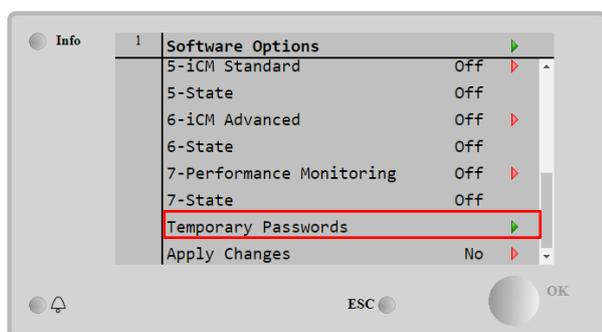 Info
1 Software Options
5-iCM Standard Off
5-State Off
6-iCM Advanced Off
6-State Off
7-Performance Monitoring Off
7-State Off
Temporary Passwords
Apply Changes No
ESC
OK